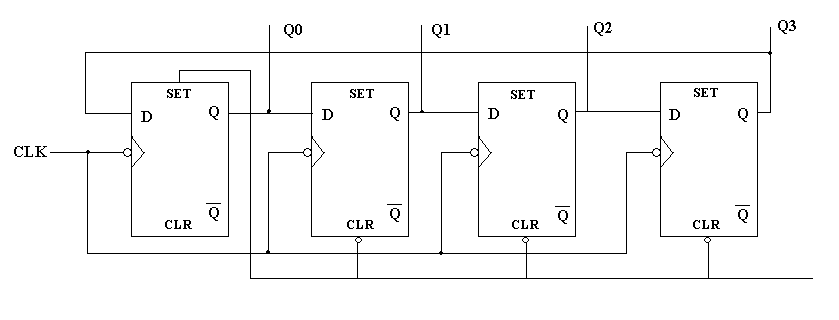 Q0 Q1 Q2 Q3
SET SET SET SET
D Q D Q D Q D Q
CLK
Q̅ Q̅ Q̅ Q̅
CLR CLR CLR CLR